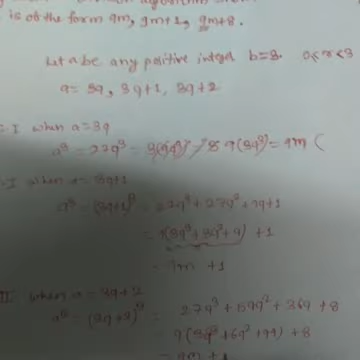 is of the form 9m, 9m+1, 9m+8.
Let a be any positive integer b=3. 0≤r<3
a = 3q, 3q+1, 3q+2
I when a=3q
a³ = 27q³ = 9(3q³) = 9m (
I when a = 3q+1
a³ = (3q+1)³ = 27q³+27q²+9q+1
= 9(3q³+3q²+q) +1
= 9m +1
II when a = 3q+2
a³ = (3q+2)³ = 27q³+54q²+36q+8
= 9(3q³+6q²+4q)+8